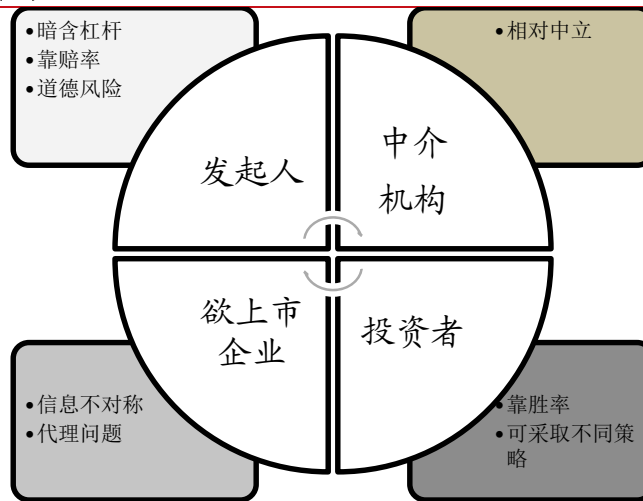 •暗含杠杆
•靠赔率
•道德风险
•相对中立
发起人
中介
机构
欲上市
企业
投资者
•信息不对称
•代理问题
•靠胜率
•可采取不同策
略